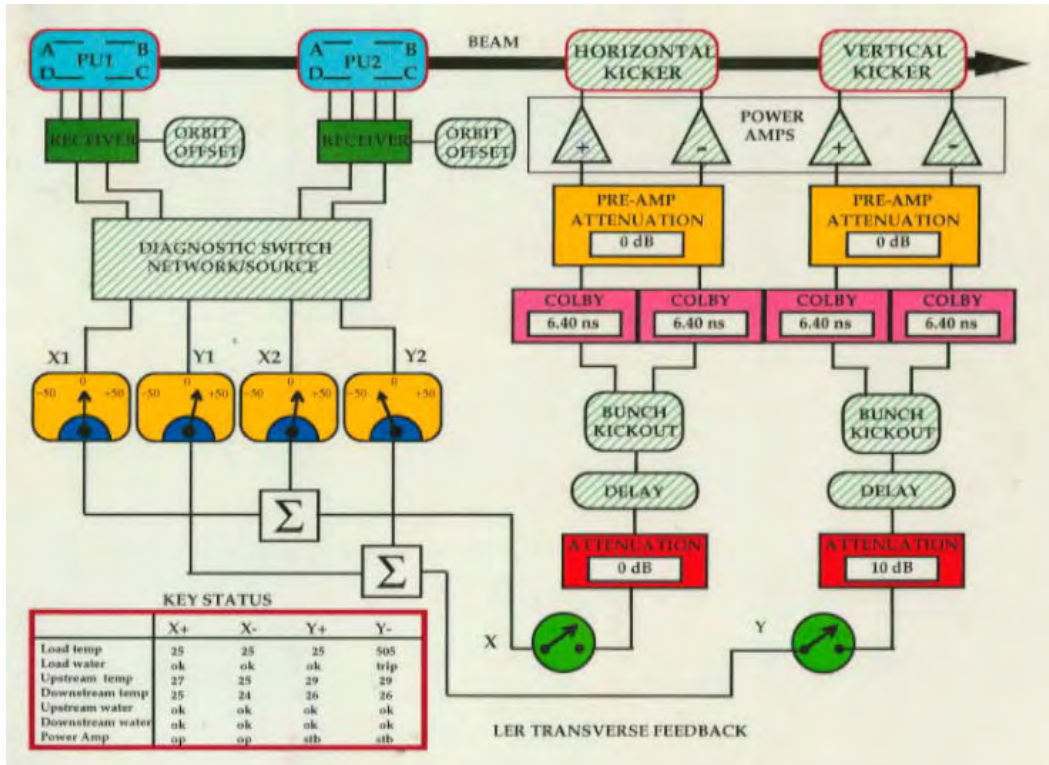 BEAM
A B
PU1
D C
A B
PU2
D C
HORIZONTAL
KICKER
VERTICAL
KICKER
RECEIVER
ORBIT
OFFSET
RECEIVER
ORBIT
OFFSET
POWER
AMPS
+
-
+
-
PRE-AMP
ATTENUATION
0 dB
PRE-AMP
ATTENUATION
0 dB
DIAGNOSTIC SWITCH
NETWORK/SOURCE
COLBY
6.40 ns
COLBY
6.40 ns
COLBY
6.40 ns
COLBY
6.40 ns
X1
Y1
X2
Y2
-50 0 +50
-50 0 +50
-50 0 +50
-50 0 +50
BUNCH
KICKOUT
BUNCH
KICKOUT
DELAY
DELAY
Σ
Σ
ATTENUATION
0 dB
ATTENUATION
10 dB
X
Y
KEY STATUS
X+ X- Y+ Y-
Load temp 25 25 25 505
Load water ok ok ok trip
Upstream temp 27 25 29 29
Downstream temp 25 24 26 26
Upstream water ok ok ok ok
Downstream water ok ok ok ok
Power Amp op op stb stb
LER TRANSVERSE FEEDBACK